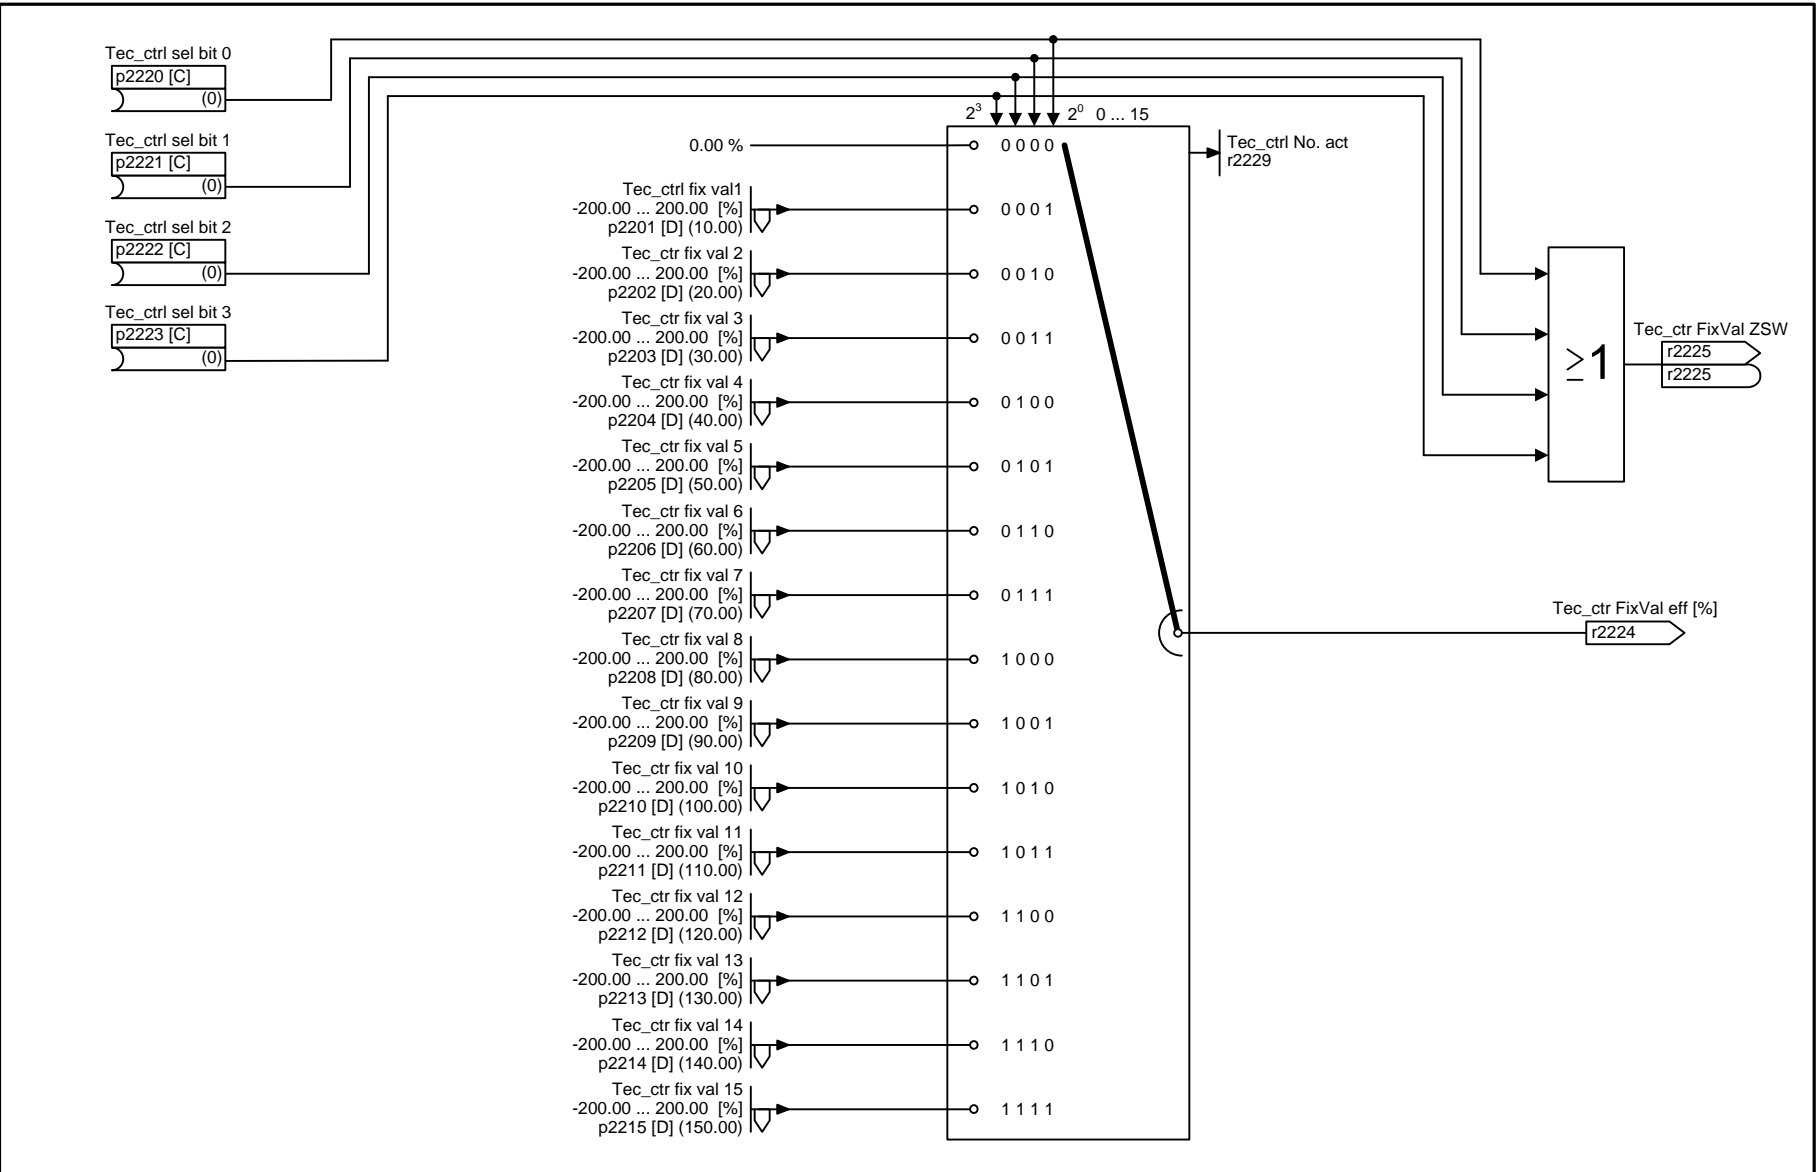 Tec_ctrl sel bit 0
p2220 [C]
(0)
Tec_ctrl sel bit 1
p2221 [C]
(0)
Tec_ctrl sel bit 2
p2222 [C]
(0)
Tec_ctrl sel bit 3
p2223 [C]
(0)
2³ 2⁰ 0 ... 15
0.00 % 0 0 0 0
Tec_ctrl No. act
r2229
Tec_ctrl fix val1
-200.00 ... 200.00 [%] 0 0 0 1
p2201 [D] (10.00)
Tec_ctr fix val 2
-200.00 ... 200.00 [%] 0 0 1 0
p2202 [D] (20.00)
Tec_ctr fix val 3
-200.00 ... 200.00 [%] 0 0 1 1
p2203 [D] (30.00)
Tec_ctr fix val 4
-200.00 ... 200.00 [%] 0 1 0 0
p2204 [D] (40.00)
Tec_ctr fix val 5
-200.00 ... 200.00 [%] 0 1 0 1
p2205 [D] (50.00)
Tec_ctr fix val 6
-200.00 ... 200.00 [%] 0 1 1 0
p2206 [D] (60.00)
Tec_ctr fix val 7
-200.00 ... 200.00 [%] 0 1 1 1
p2207 [D] (70.00)
Tec_ctr fix val 8
-200.00 ... 200.00 [%] 1 0 0 0
p2208 [D] (80.00)
Tec_ctr fix val 9
-200.00 ... 200.00 [%] 1 0 0 1
p2209 [D] (90.00)
Tec_ctr fix val 10
-200.00 ... 200.00 [%] 1 0 1 0
p2210 [D] (100.00)
Tec_ctr fix val 11
-200.00 ... 200.00 [%] 1 0 1 1
p2211 [D] (110.00)
Tec_ctr fix val 12
-200.00 ... 200.00 [%] 1 1 0 0
p2212 [D] (120.00)
Tec_ctr fix val 13
-200.00 ... 200.00 [%] 1 1 0 1
p2213 [D] (130.00)
Tec_ctr fix val 14
-200.00 ... 200.00 [%] 1 1 1 0
p2214 [D] (140.00)
Tec_ctr fix val 15
-200.00 ... 200.00 [%] 1 1 1 1
p2215 [D] (150.00)
≥1
Tec_ctr FixVal ZSW
r2225
r2225
Tec_ctr FixVal eff [%]
r2224